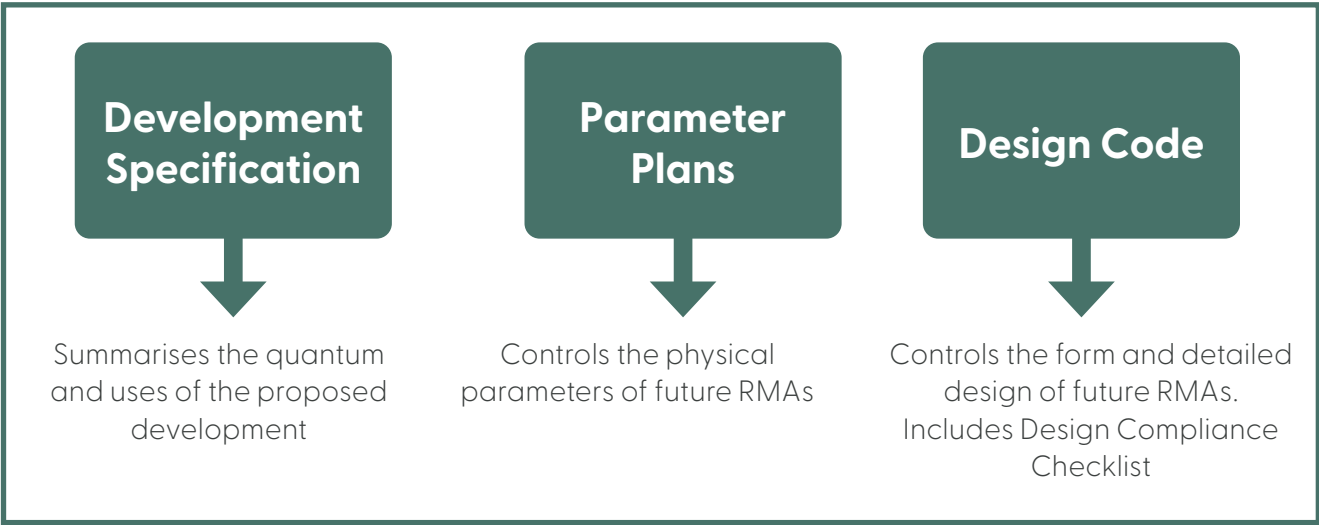 Development
Specification
Summarises the quantum
and uses of the proposed
development
Parameter
Plans
Controls the physical
parameters of future RMAs
Design Code
Controls the form and detailed
design of future RMAs.
Includes Design Compliance
Checklist